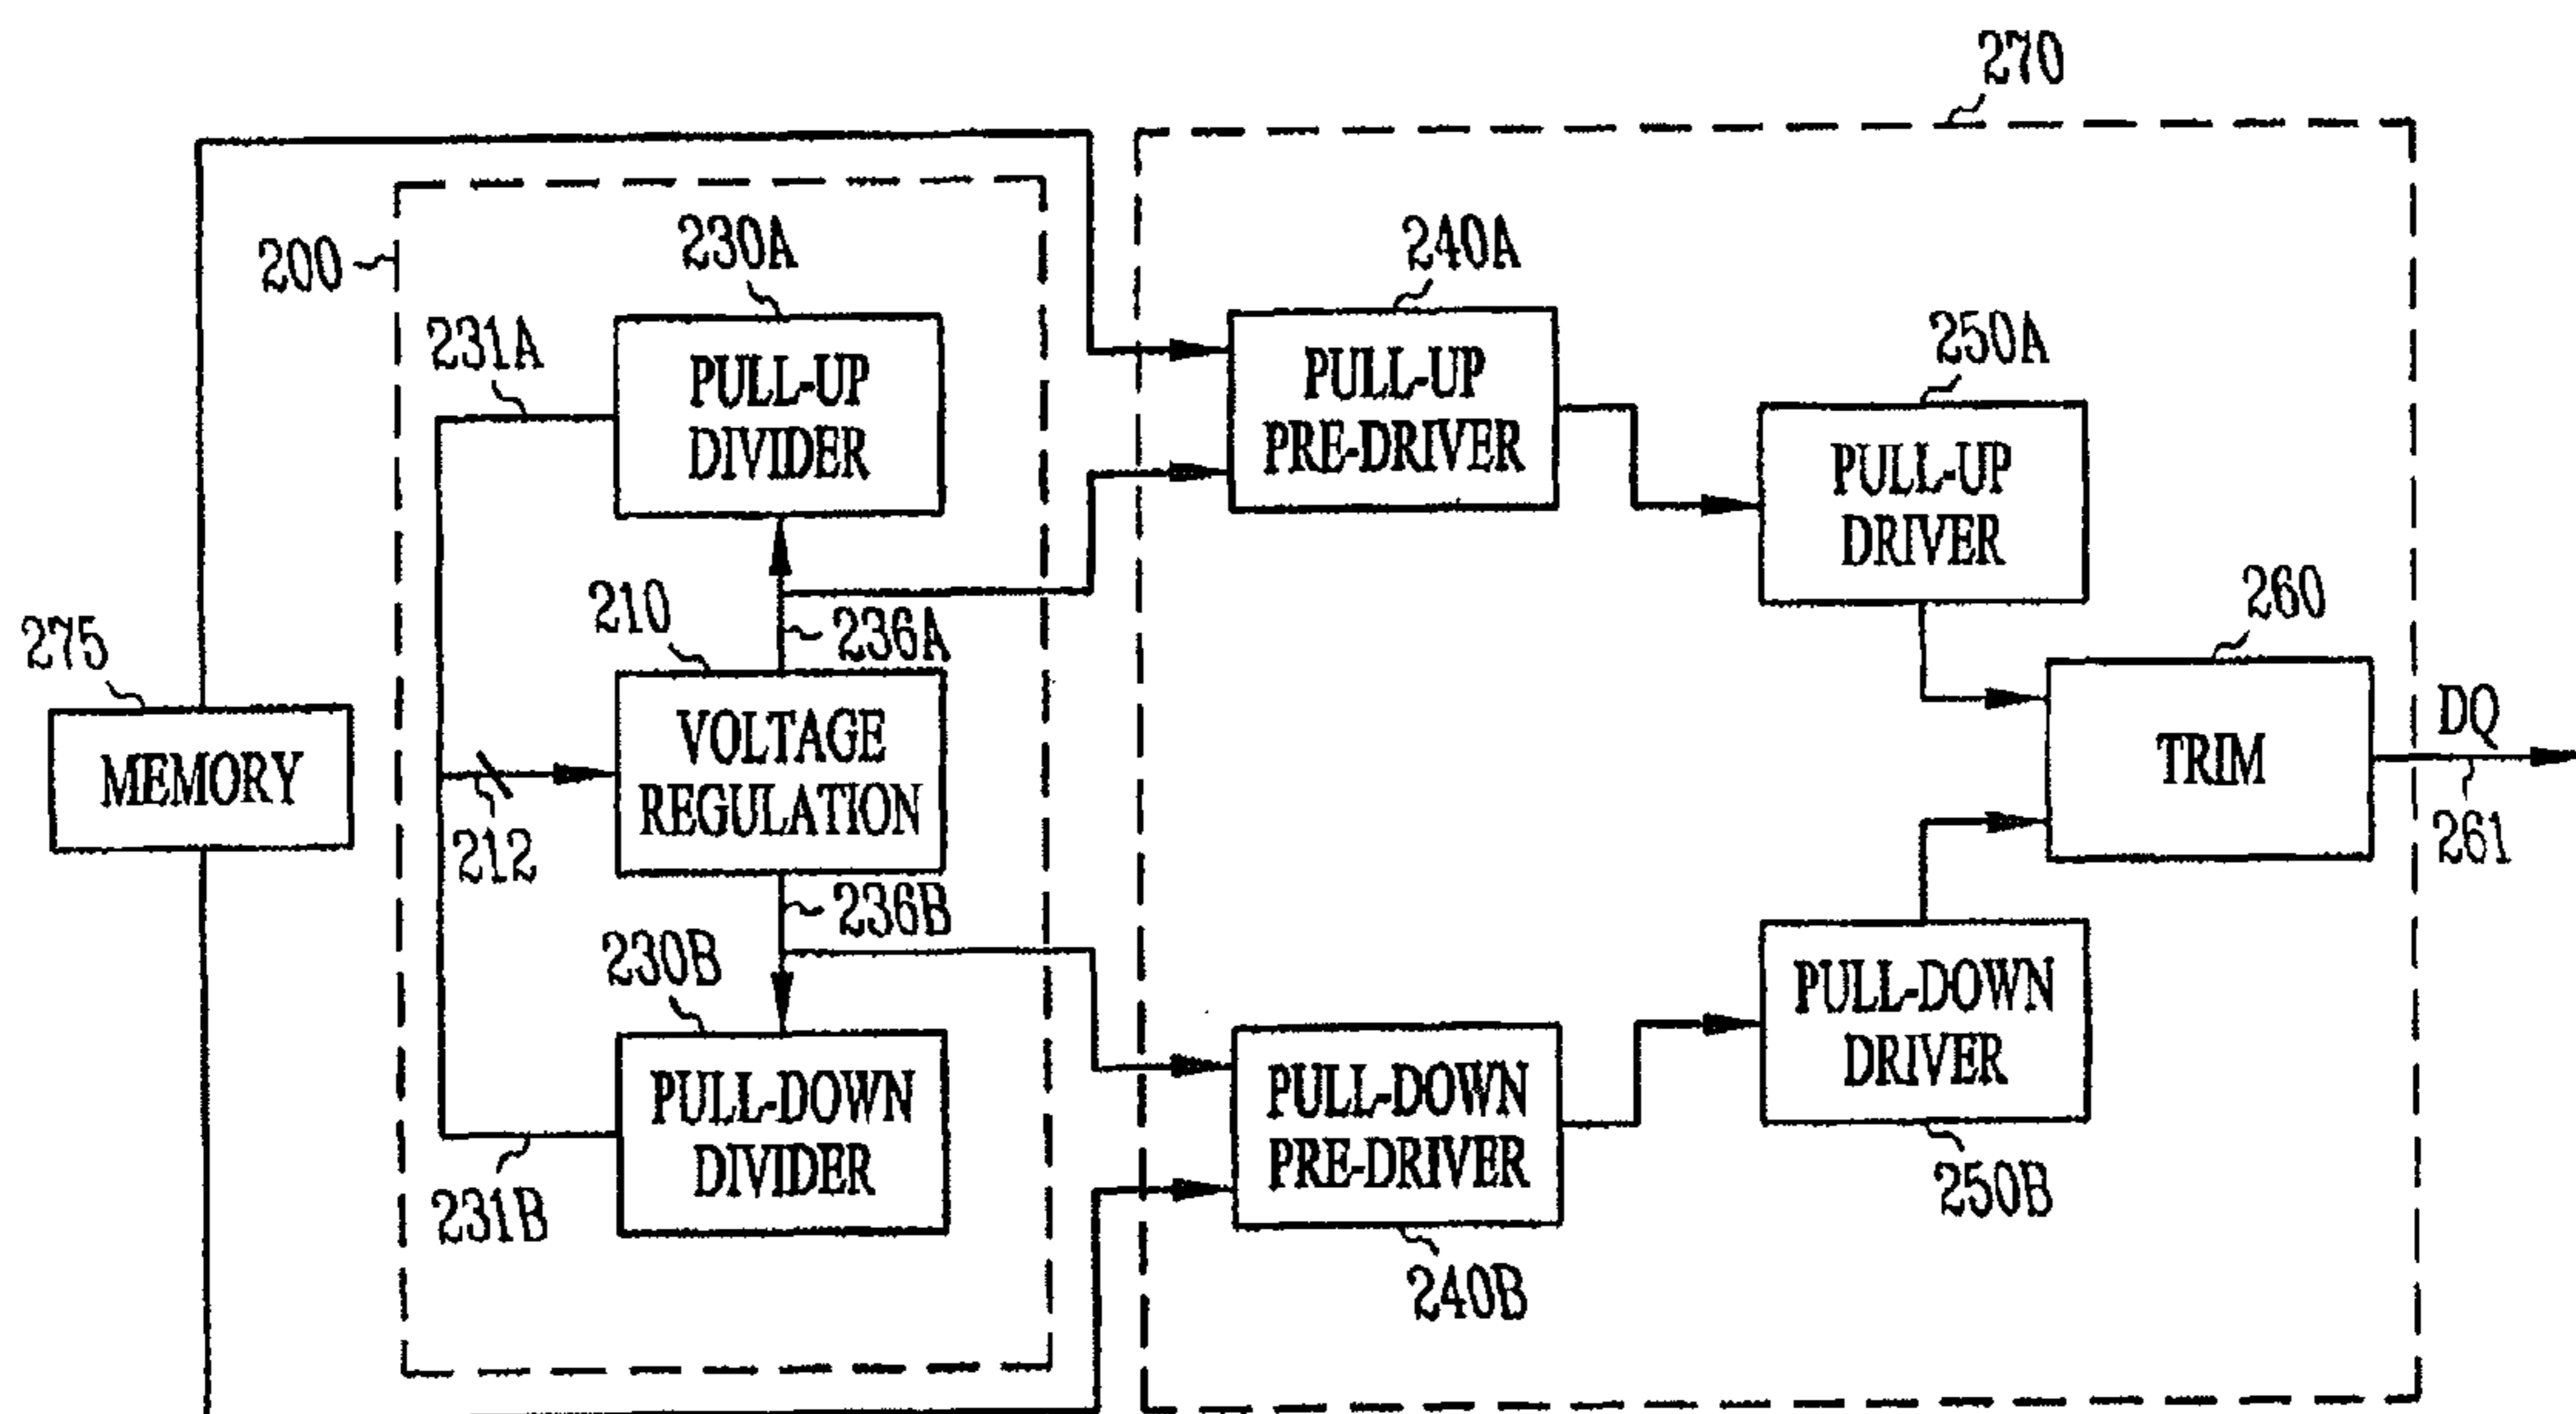 270
200
230A
240A
231A
PULL-UP
DIVIDER
PULL-UP
PRE-DRIVER
250A
PULL-UP
DRIVER
210
236A
260
275
MEMORY
212
VOLTAGE
REGULATION
TRIM
DQ
261
236B
230B
PULL-DOWN
DRIVER
PULL-DOWN
DIVIDER
PULL-DOWN
PRE-DRIVER
231B
250B
240B